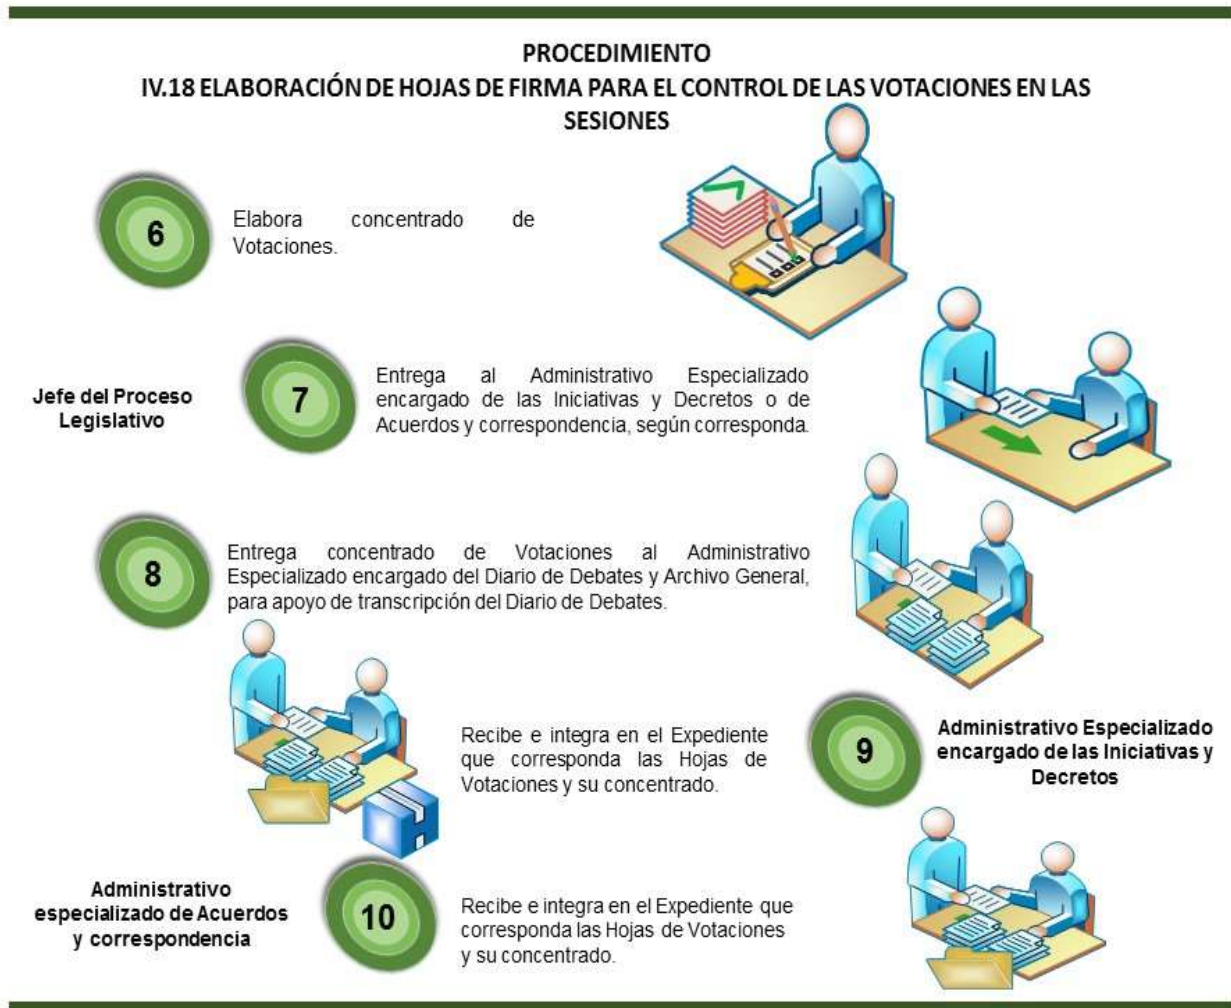 PROCEDIMIENTO
IV.18 ELABORACIÓN DE HOJAS DE FIRMA PARA EL CONTROL DE LAS VOTACIONES EN LAS
SESIONES
6
Elabora concentrado de
Votaciones.
Jefe del Proceso
Legislativo
7
Entrega al Administrativo Especializado
encargado de las Iniciativas y Decretos o de
Acuerdos y correspondencia, según corresponda.
8
Entrega concentrado de Votaciones al Administrativo
Especializado encargado del Diario de Debates y Archivo General,
para apoyo de transcripción del Diario de Debates.
Recibe e integra en el Expediente
que corresponda las Hojas de
Votaciones y su concentrado.
9
Administrativo Especializado
encargado de las Iniciativas y
Decretos
Administrativo
especializado de Acuerdos
y correspondencia
10
Recibe e integra en el Expediente que
corresponda las Hojas de Votaciones
y su concentrado.